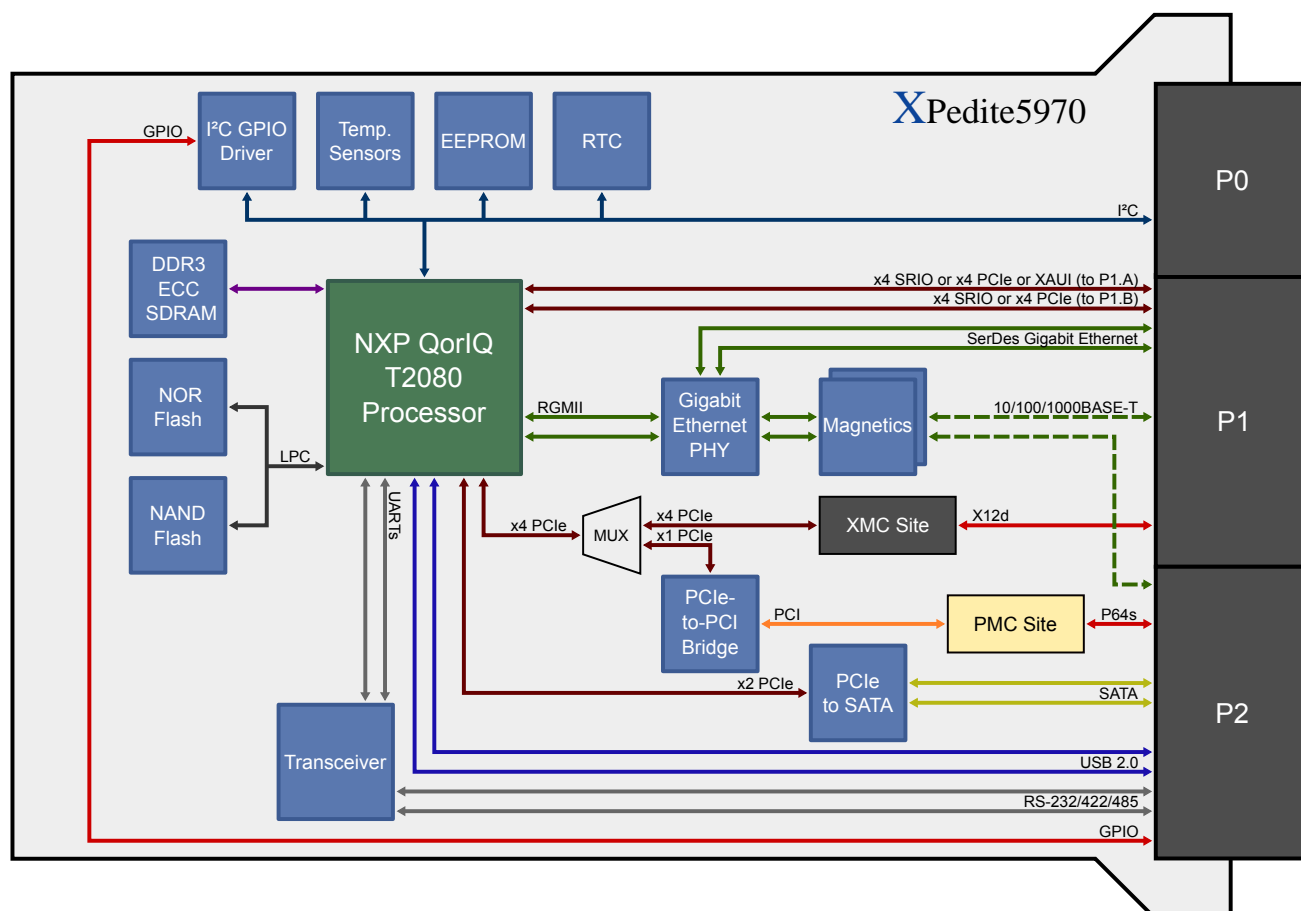 XPedite5970
GPIO
I²C GPIO
Driver
Temp.
Sensors
EEPROM
RTC
P0
I²C
DDR3
ECC
SDRAM
x4 SRIO or x4 PCIe or XAUI (to P1.A)
x4 SRIO or x4 PCIe (to P1.B)
NXP QorIQ
T2080
Processor
SerDes Gigabit Ethernet
NOR
Flash
RGMII
Gigabit
Ethernet
PHY
Magnetics
10/100/1000BASE-T
P1
LPC
NAND
Flash
UARTs
x4 PCIe
MUX
x4 PCIe
x1 PCIe
XMC Site
X12d
PCIe-
to-PCI
Bridge
PCI
PMC Site
P64s
x2 PCIe
PCIe
to SATA
SATA
P2
Transceiver
USB 2.0
RS-232/422/485
GPIO